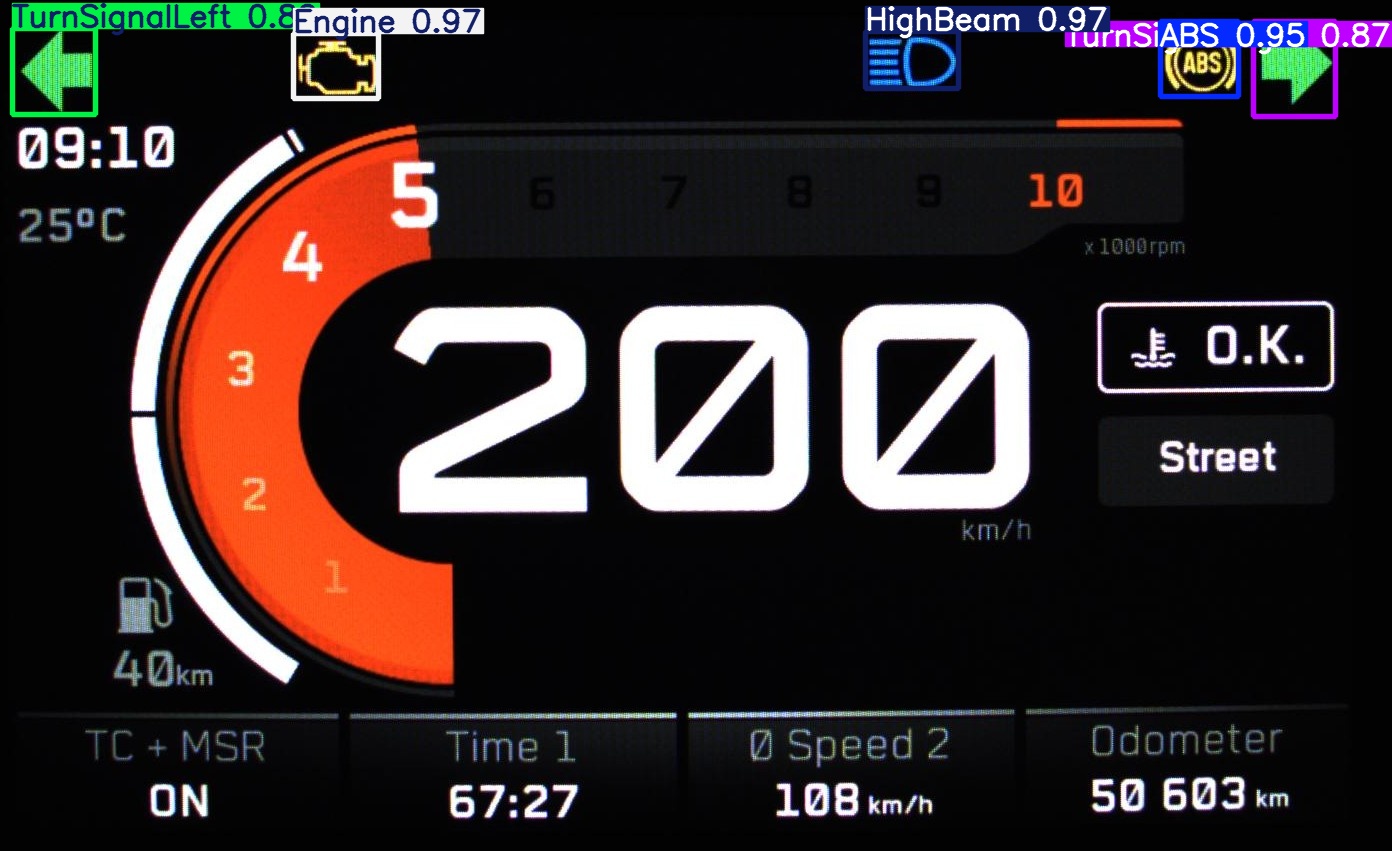 TurnSignalLeft
Engine 0.97
HighBeam 0.97
ABS 0.95 0.87
ABS
09:10
25°C
5 6 7 8 9 10
4
x1000rpm
3
2
1
200
km/h
O.K.
Street
40km
TC + MSR
ON
Time 1
67:27
Ø Speed 2
108 km/h
Odometer
50 603 km